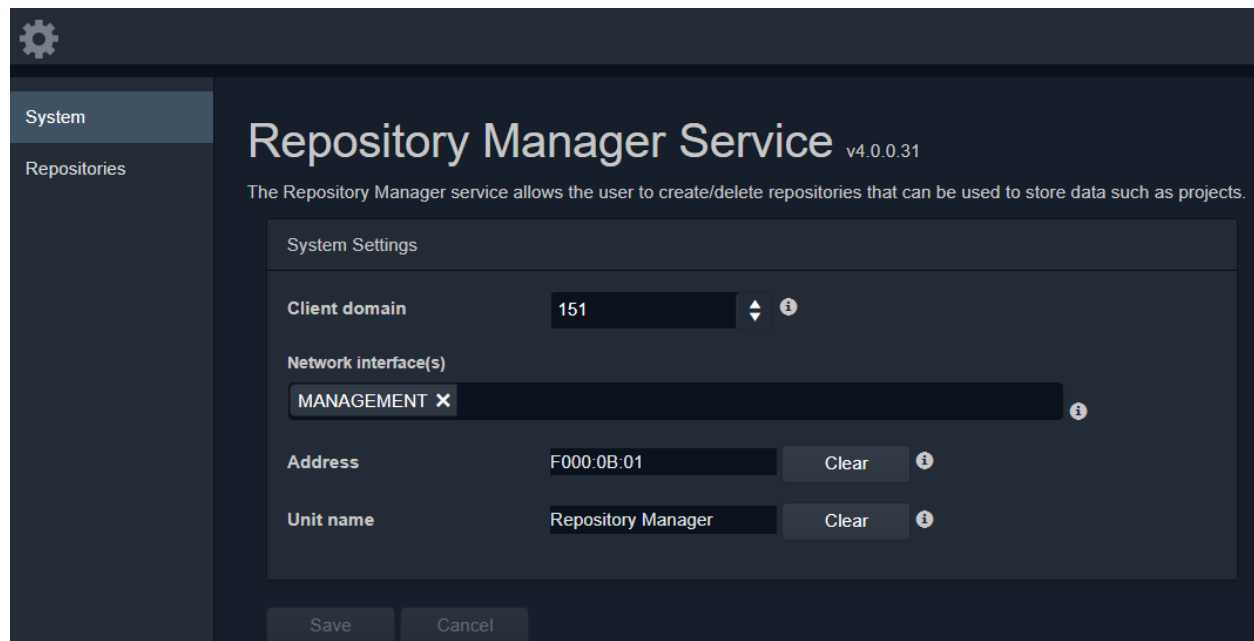 System
Repositories
Repository Manager Service v4.0.0.31
The Repository Manager service allows the user to create/delete repositories that can be used to store data such as projects.
System Settings
Client domain 151
Network interface(s)
MANAGEMENT
Address F000:0B:01 Clear
Unit name Repository Manager Clear
Save Cancel